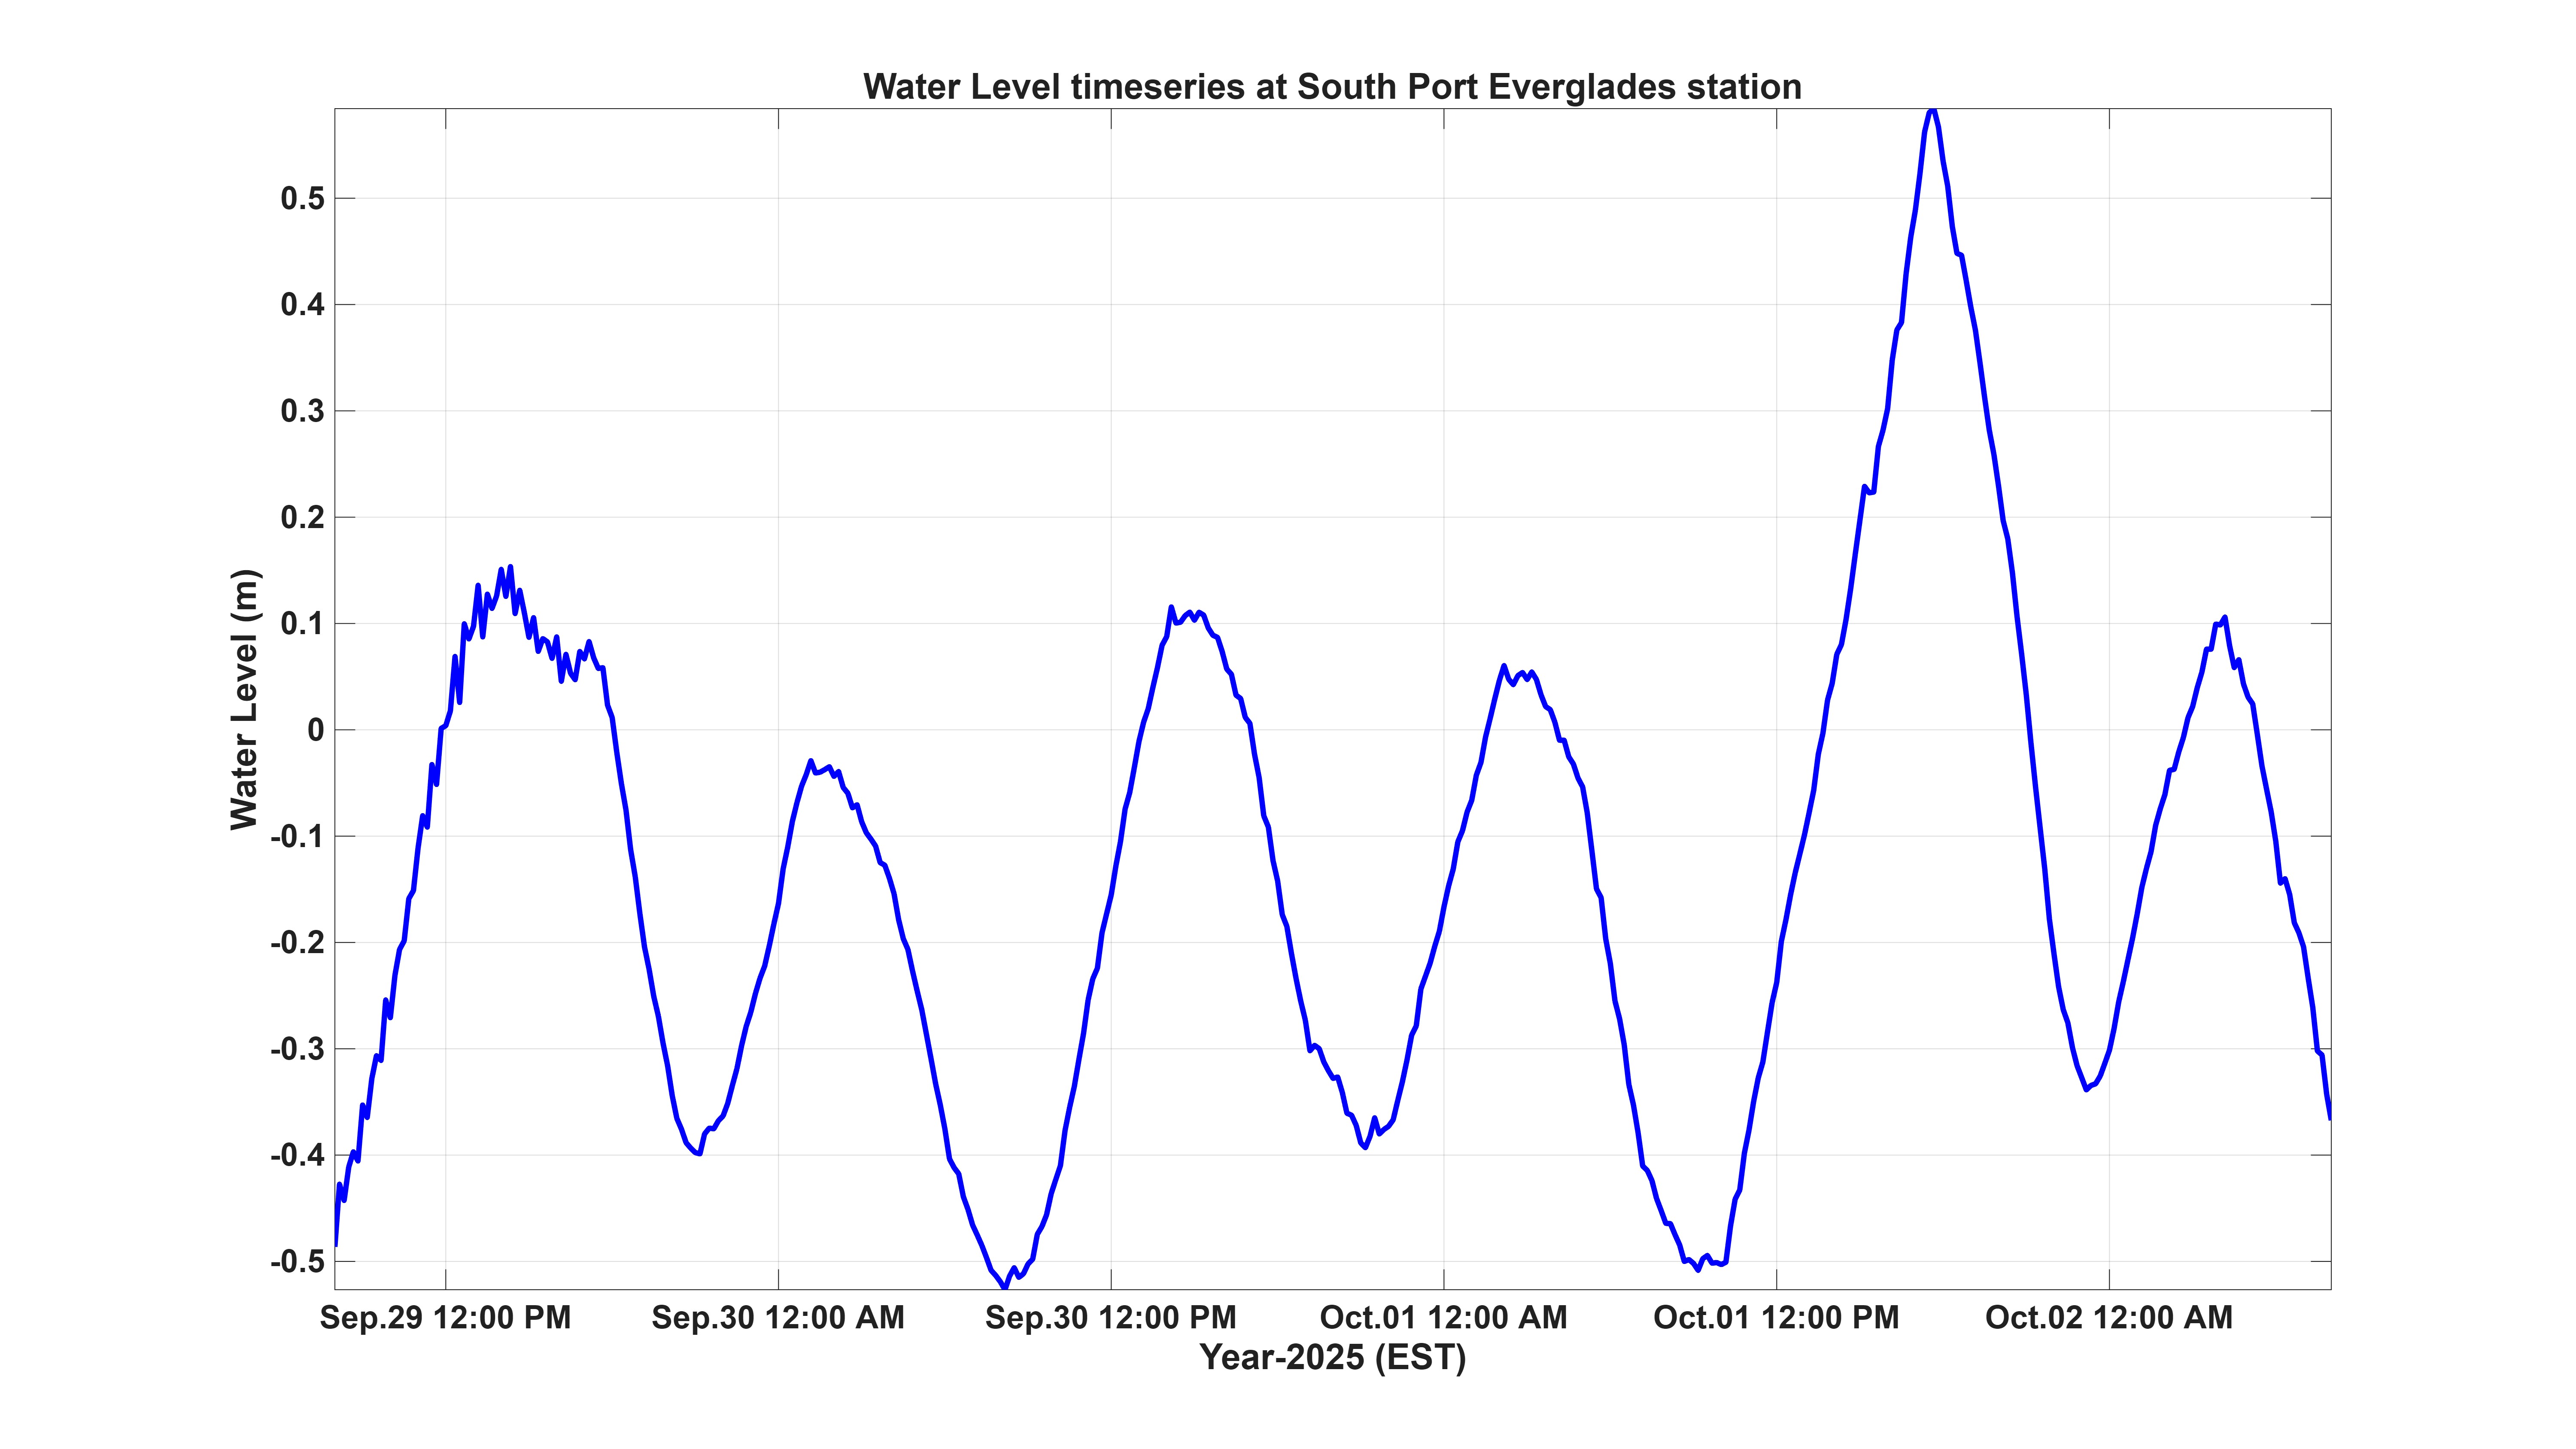 Water Level timeseries at South Port Everglades station
Water Level (m)
0.5
0.4
0.3
0.2
0.1
0
-0.1
-0.2
-0.3
-0.4
-0.5
Sep.29 12:00 PM
Sep.30 12:00 AM
Sep.30 12:00 PM
Oct.01 12:00 AM
Oct.01 12:00 PM
Oct.02 12:00 AM
Year-2025 (EST)